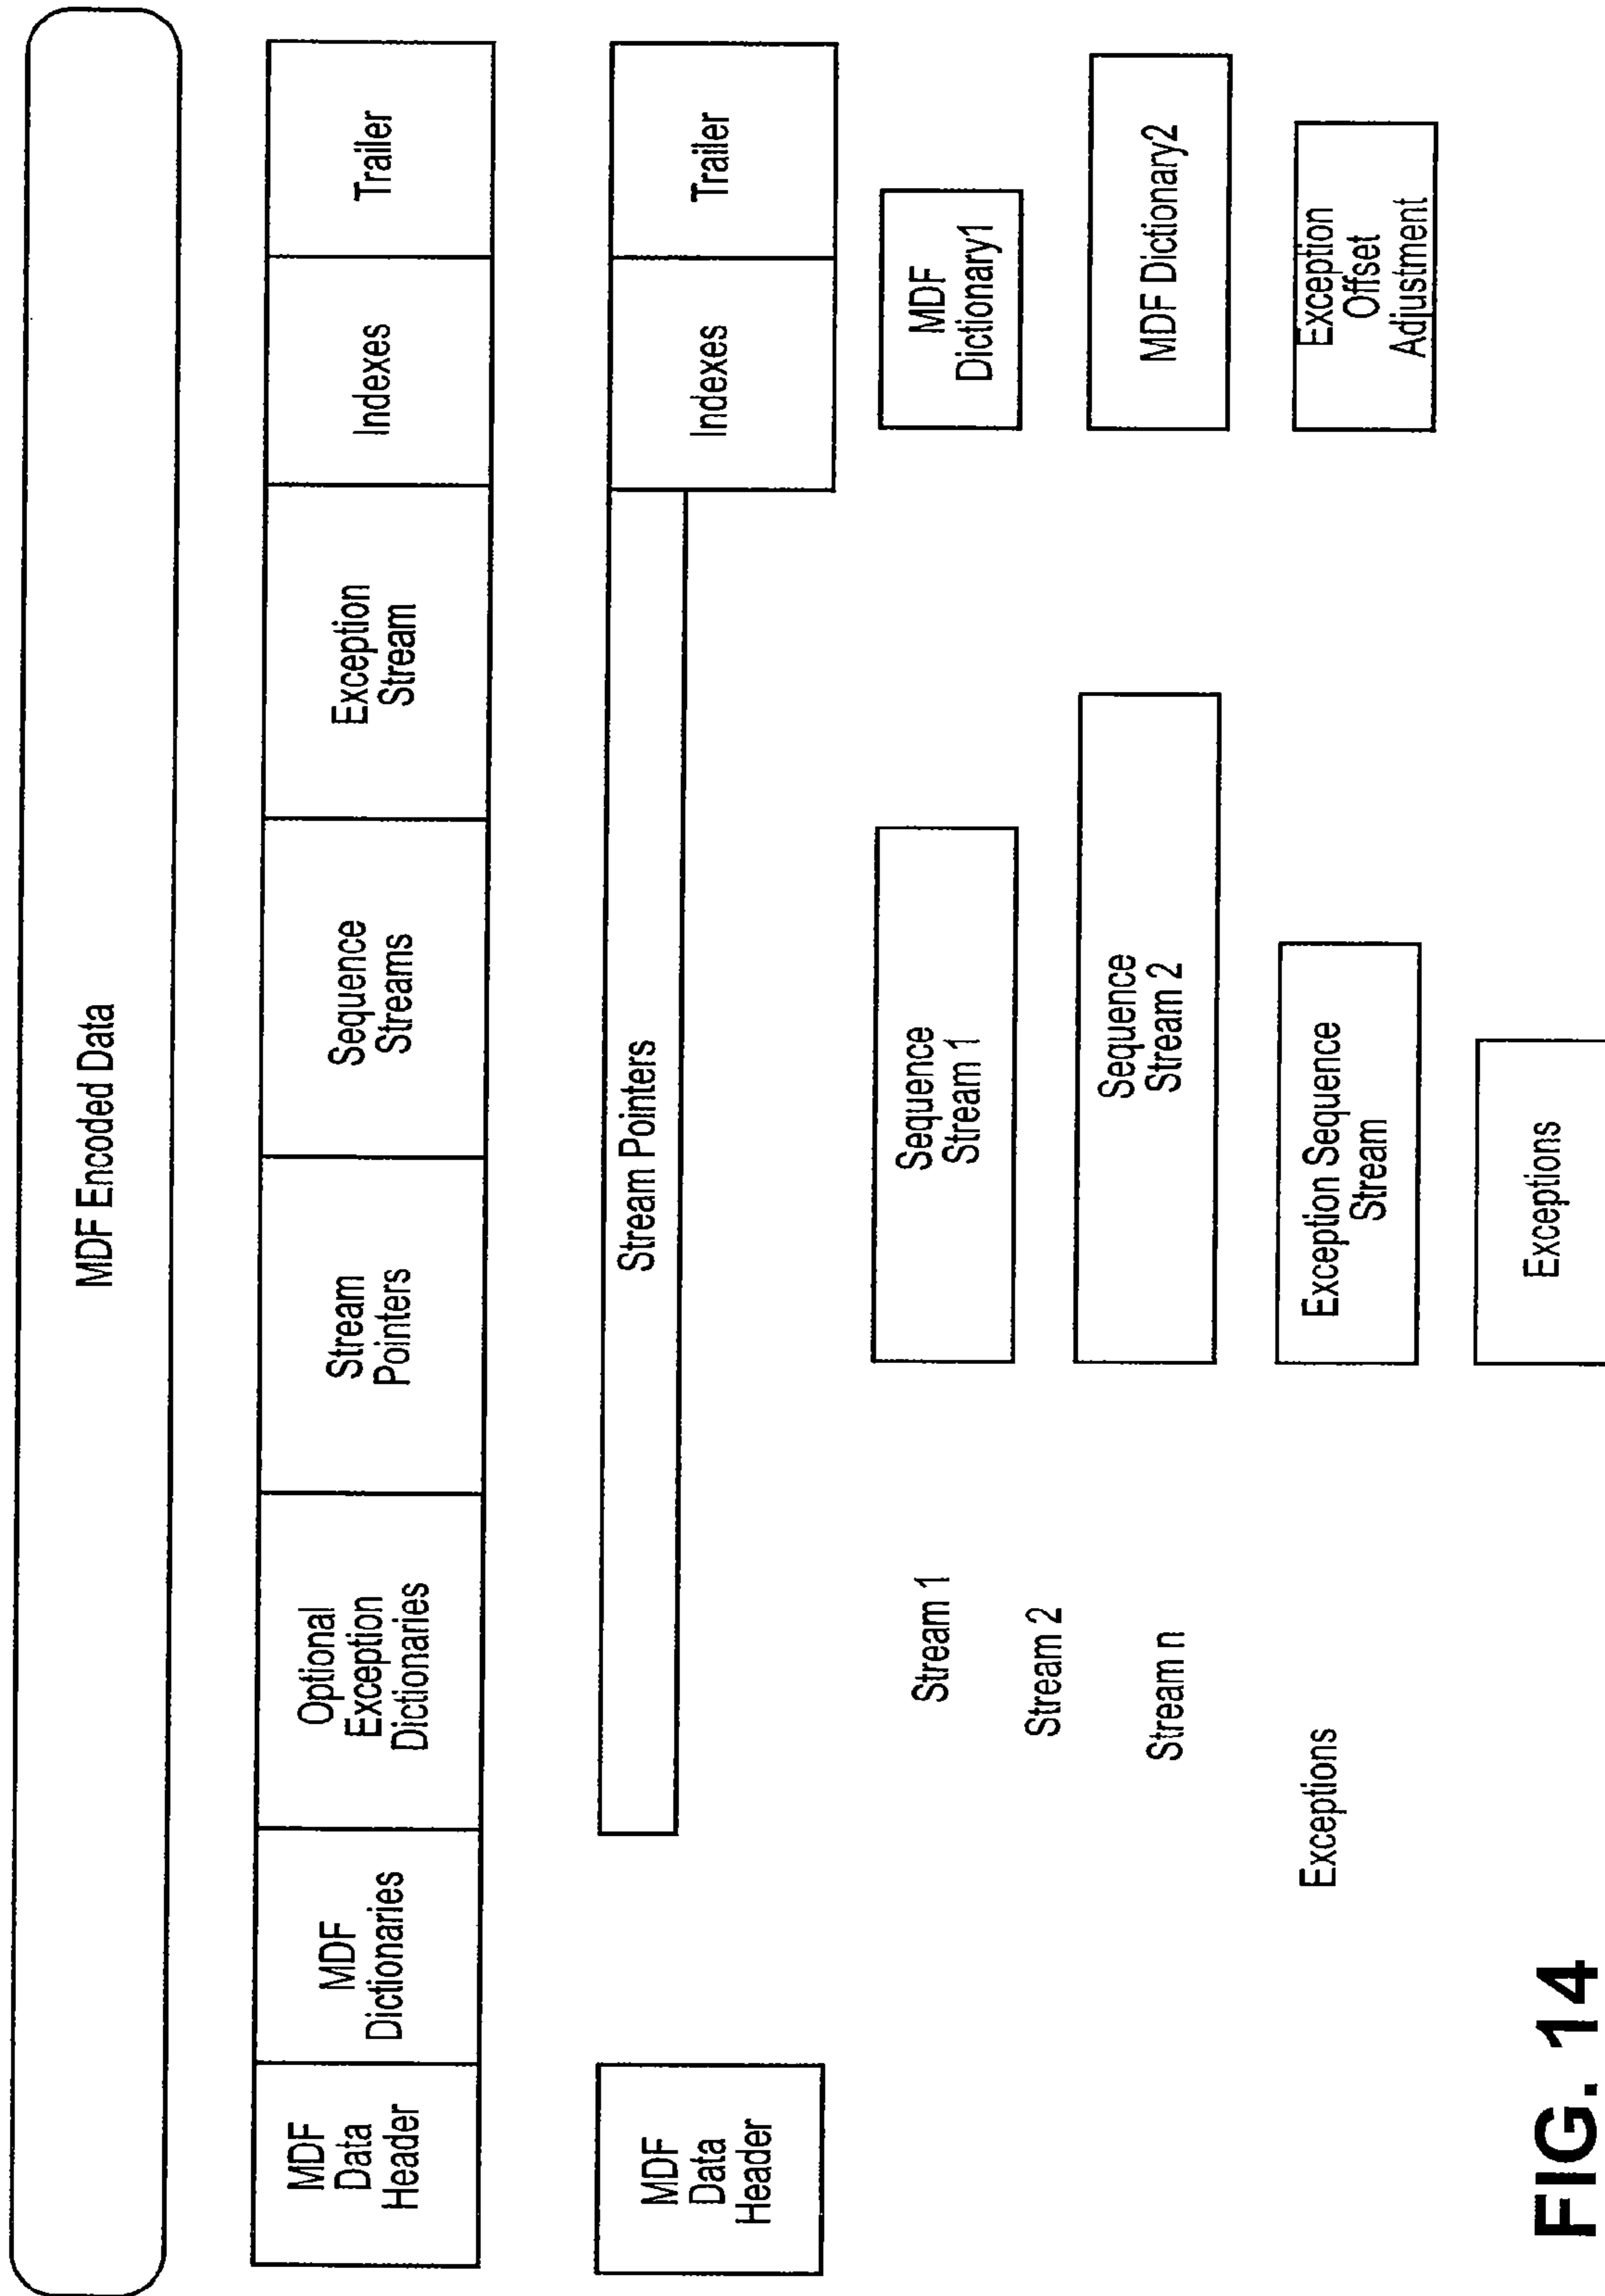 MDF Encoded Data
MDF
Data
Header
MDF
Dictionaries
Optional
Exception
Dictionaries
Stream
Pointers
Sequence
Streams
Exception
Stream
Indexes
Trailer
MDF
Data
Header
Stream Pointers
Indexes
Trailer
Stream 1
Sequence
Stream 1
MDF
Dictionary1
Stream 2
Sequence
Stream 2
MDF Dictionary2
Stream n
Exceptions
Exception Sequence
Stream
Exception
Offset
Adjustment
Exceptions
FIG. 14